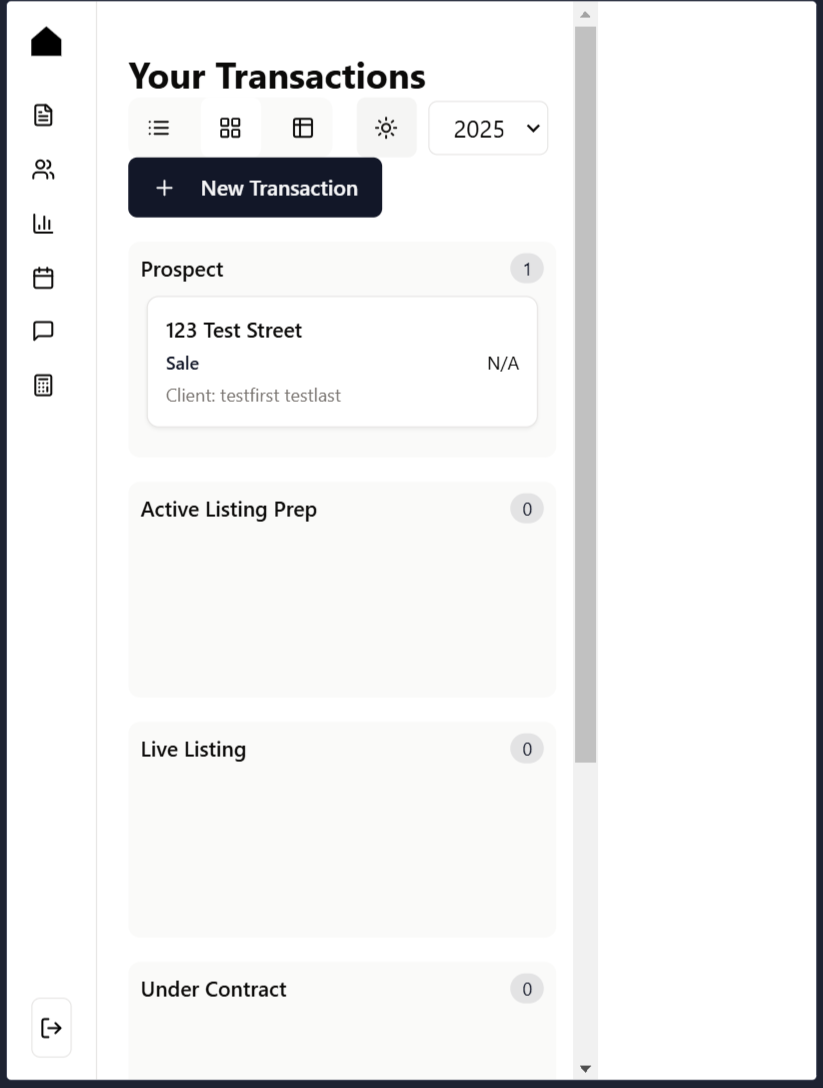 Your Transactions
2025
+ New Transaction
Prospect 1
123 Test Street
Sale N/A
Client: testfirst testlast
Active Listing Prep 0
Live Listing 0
Under Contract 0